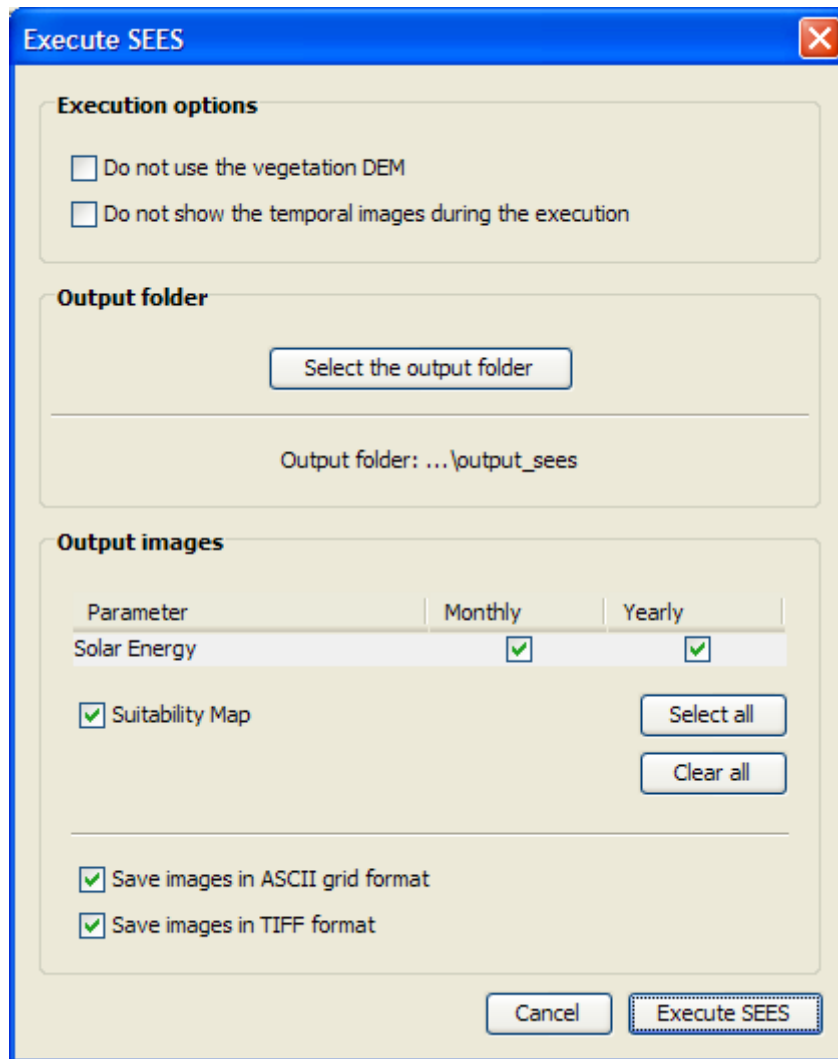 Execute SEES
Execution options
Do not use the vegetation DEM
Do not show the temporal images during the execution
Output folder
Select the output folder
Output folder: ...\output_sees
Output images
Parameter Monthly Yearly
Solar Energy
Suitability Map Select all
Clear all
Save images in ASCII grid format
Save images in TIFF format
Cancel Execute SEES